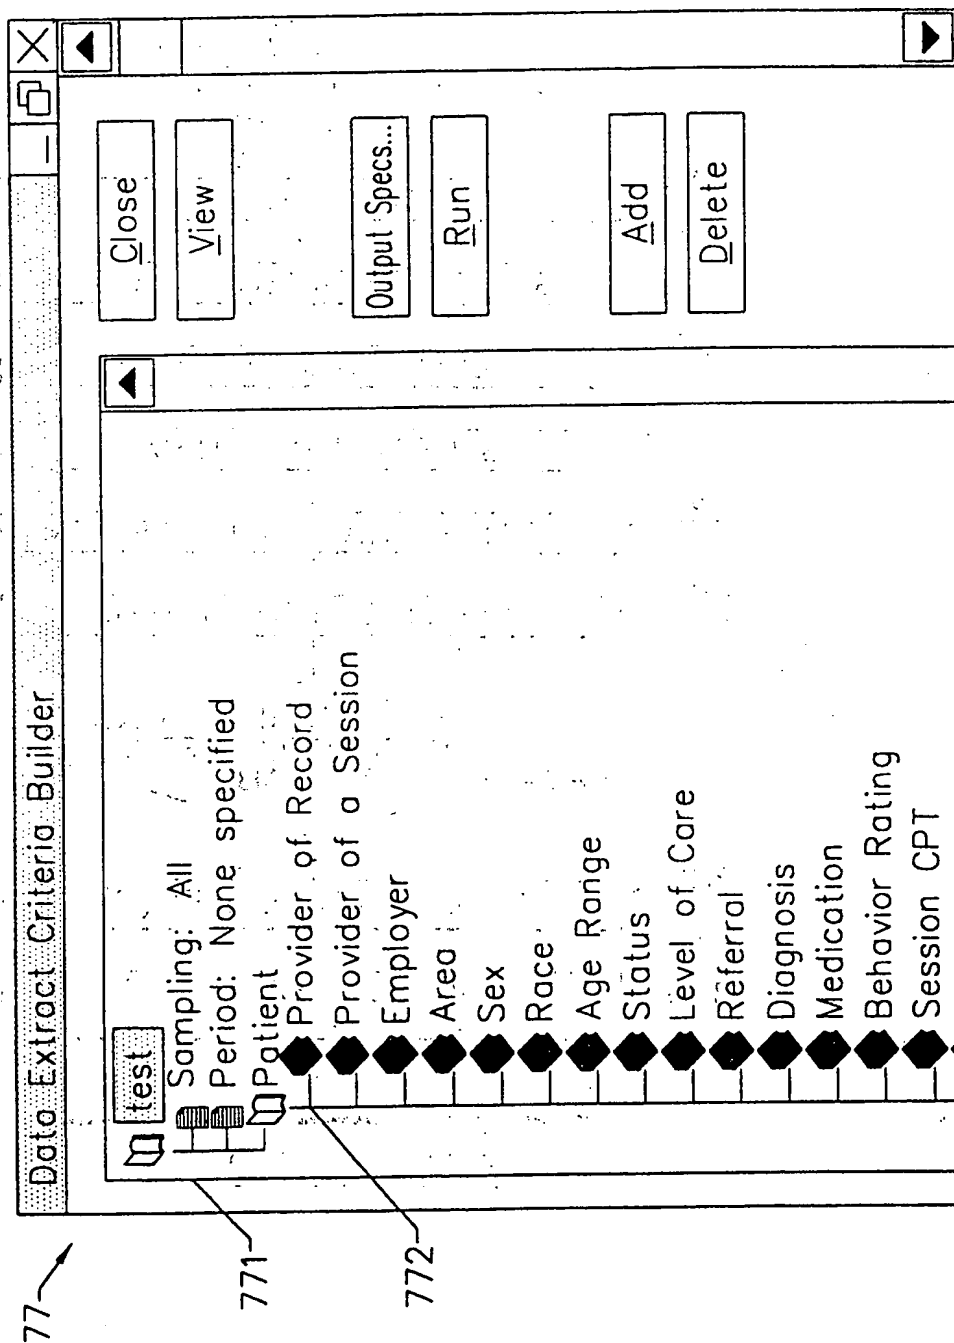 77
Data Extract Criteria Builder
771
772
test
Sampling: All
Period: None specified
Patient
Provider of Record
Provider of a Session
Employer
Area
Sex
Race
Age Range
Status
Level of Care
Referral
Diagnosis
Medication
Behavior Rating
Session CPT
Close
View
Output Specs...
Run
Add
Delete